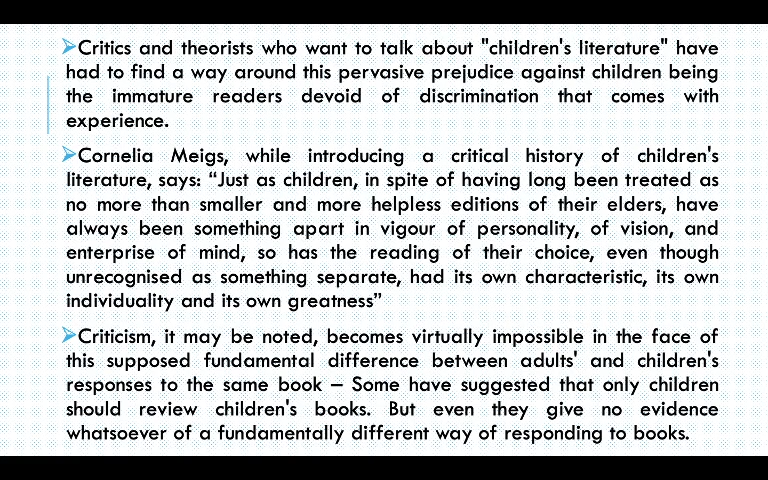 ➢Critics and theorists who want to talk about "children's literature" have
had to find a way around this pervasive prejudice against children being
the immature readers devoid of discrimination that comes with
experience.
➢Cornelia Meigs, while introducing a critical history of children's
literature, says: “Just as children, in spite of having long been treated as
no more than smaller and more helpless editions of their elders, have
always been something apart in vigour of personality, of vision, and
enterprise of mind, so has the reading of their choice, even though
unrecognised as something separate, had its own characteristic, its own
individuality and its own greatness”
➢Criticism, it may be noted, becomes virtually impossible in the face of
this supposed fundamental difference between adults' and children's
responses to the same book – Some have suggested that only children
should review children's books. But even they give no evidence
whatsoever of a fundamentally different way of responding to books.